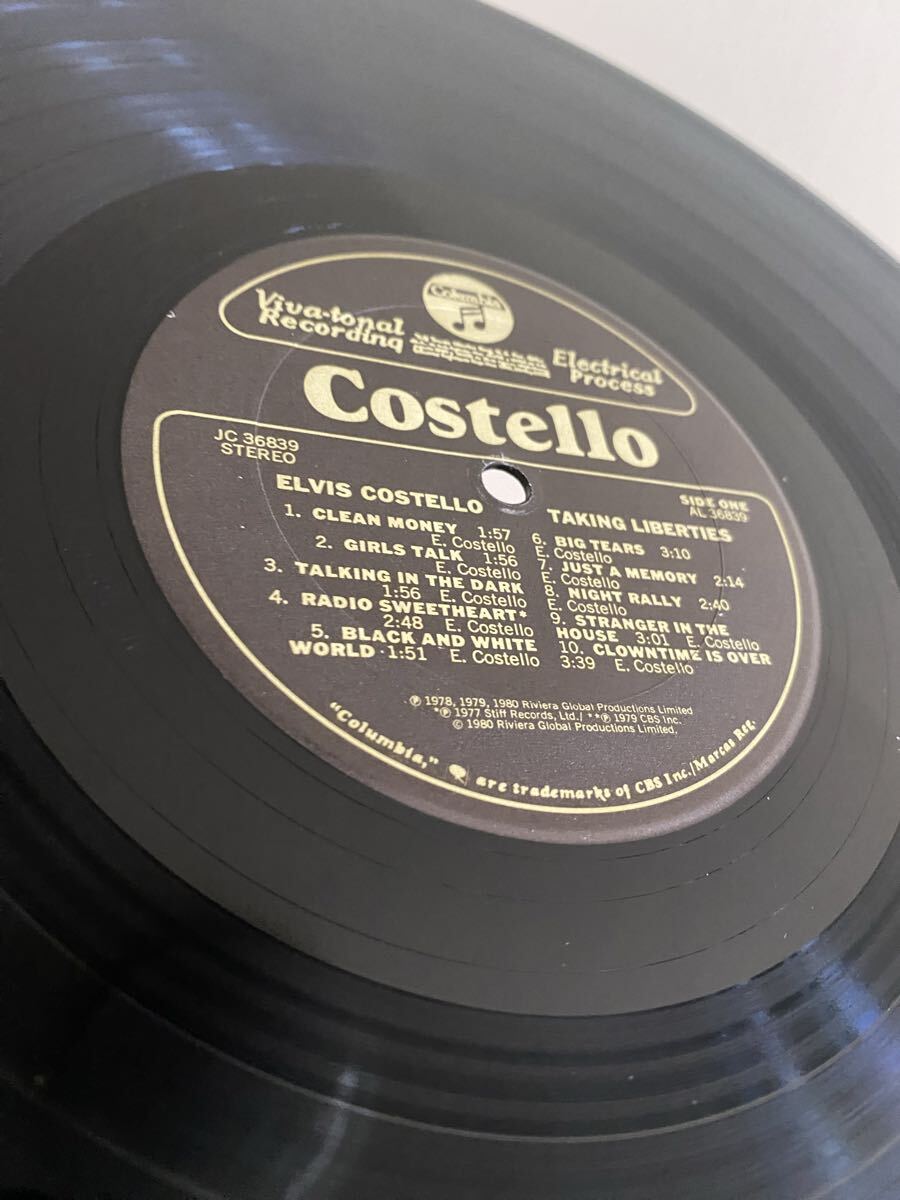 Columbia
Viva-tonal
Recording
Electrical
Process
Costello
JC 36839
STEREO
SIDE ONE
AL 36839
ELVIS COSTELLO
TAKING LIBERTIES
1. CLEAN MONEY 1:57
E. Costello
2. GIRLS TALK 1:56
E. Costello
3. TALKING IN THE DARK
1:56 E. Costello
4. RADIO SWEETHEART*
2:48 E. Costello
5. BLACK AND WHITE
WORLD 1:51 E. Costello
6. BIG TEARS 3:10
E. Costello
7. JUST A MEMORY 2:14
E. Costello
8. NIGHT RALLY 2:40
E. Costello
9. STRANGER IN THE
HOUSE 3:01 E. Costello
10. CLOWNTIME IS OVER
3:39 E. Costello
℗ 1978, 1979, 1980 Riviera Global Productions Limited
*℗ 1977 Stiff Records, Ltd./ **℗ 1979 CBS Inc.
© 1980 Riviera Global Productions Limited.
"Columbia," are trademarks of CBS Inc./Marcas Reg.